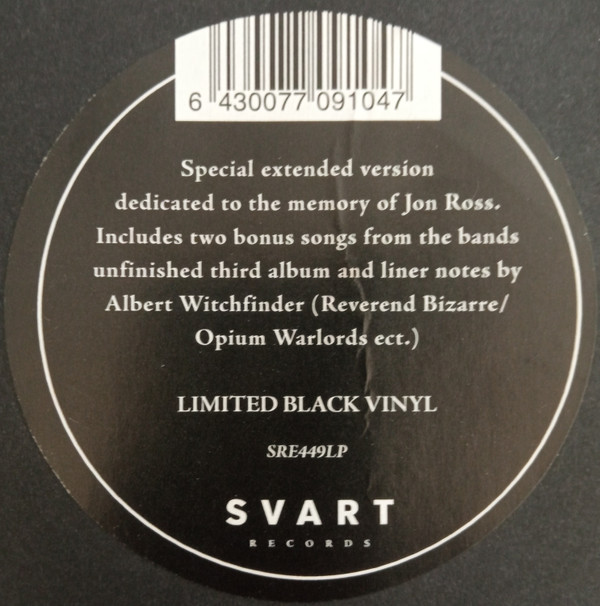 6 430077 091047
Special extended version
dedicated to the memory of Jon Ross.
Includes two bonus songs from the bands
unfinished third album and liner notes by
Albert Witchfinder (Reverend Bizarre/
Opium Warlords ect.)
LIMITED BLACK VINYL
SRE449LP
SVART
RECORDS